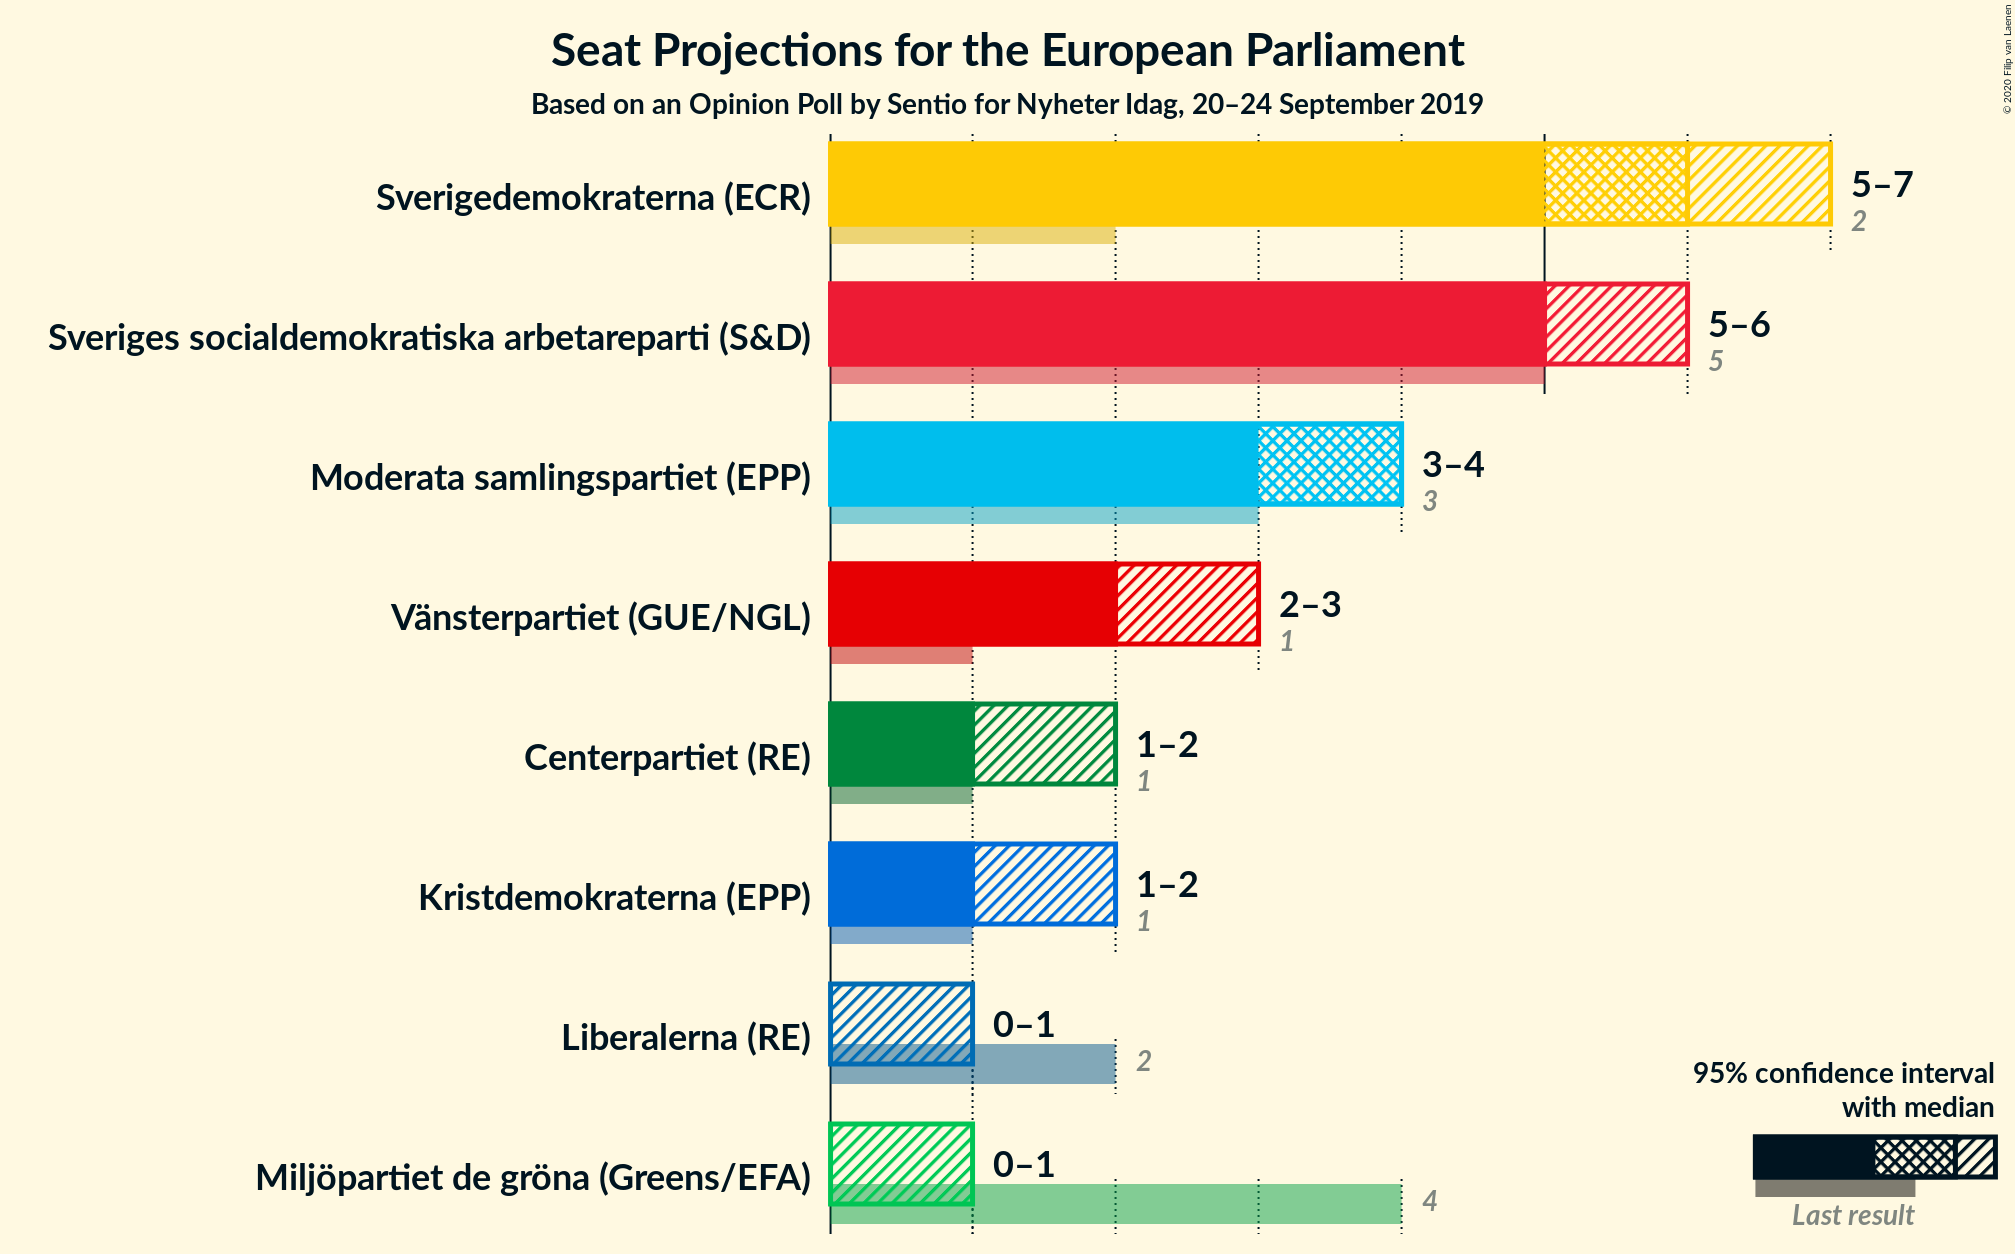 Seat Projections for the European Parliament
Based on an Opinion Poll by Sentio for Nyheter Idag, 20–24 September 2019
© 2020 Filip van Laenen
Sverigedemokraterna (ECR)
5–7
2
Sveriges socialdemokratiska arbetareparti (S&D)
5–6
5
Moderata samlingspartiet (EPP)
3–4
3
Vänsterpartiet (GUE/NGL)
2–3
1
Centerpartiet (RE)
1–2
1
Kristdemokraterna (EPP)
1–2
1
Liberalerna (RE)
0–1
2
Miljöpartiet de gröna (Greens/EFA)
0–1
4
95% confidence interval
with median
Last result